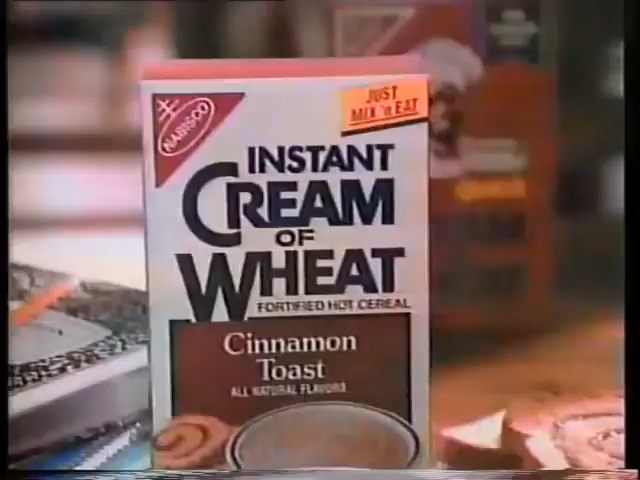 NABISCO
JUST
MIX 'n EAT
INSTANT
CREAM
OF
WHEAT
FORTIFIED HOT CEREAL
Cinnamon
Toast
ALL NATURAL FLAVORS